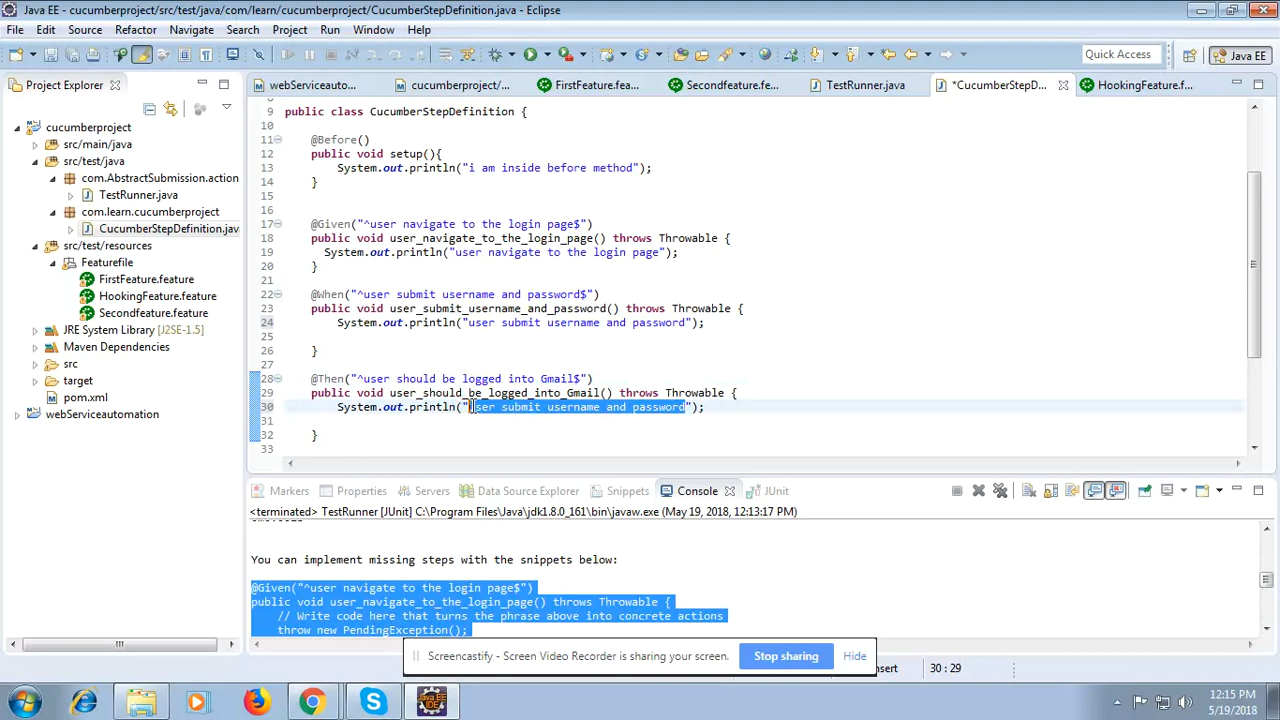 Java EE - cucumberproject/src/test/java/com/learn/cucumberproject/CucumberStepDefinition.java - Eclipse
File Edit Source Refactor Navigate Search Project Run Window Help
Quick Access
Java EE
Project Explorer
webServiceauto...
cucumberproject/...
FirstFeature.fea...
Secondfeature.fe...
TestRunner.java
*CucumberStepD...
HookingFeature.f...
cucumberproject
src/main/java
src/test/java
com.AbstractSubmission.action
TestRunner.java
com.learn.cucumberproject
CucumberStepDefinition.jav
src/test/resources
Featurefile
FirstFeature.feature
HookingFeature.feature
Secondfeature.feature
JRE System Library [J2SE-1.5]
Maven Dependencies
src
target
pom.xml
webServiceautomation
9 public class CucumberStepDefinition {
10
11 @Before()
12 public void setup(){
13 System.out.println("i am inside before method");
14 }
15
16
17 @Given("^user navigate to the login page$")
18 public void user_navigate_to_the_login_page() throws Throwable {
19 System.out.println("user navigate to the login page");
20 }
21
22 @When("^user submit username and password$")
23 public void user_submit_username_and_password() throws Throwable {
24 System.out.println("user submit username and password");
25
26 }
27
28 @Then("^user should be logged into Gmail$")
29 public void user_should_be_logged_into_Gmail() throws Throwable {
30 System.out.println("user submit username and password");
31
32 }
33
Markers Properties Servers Data Source Explorer Snippets Console JUnit
<terminated> TestRunner [JUnit] C:\Program Files\Java\jdk1.8.0_161\bin\javaw.exe (May 19, 2018, 12:13:17 PM)
You can implement missing steps with the snippets below:
@Given("^user navigate to the login page$")
public void user_navigate_to_the_login_page() throws Throwable {
// Write code here that turns the phrase above into concrete actions
throw new PendingException();
Screencastify - Screen Video Recorder is sharing your screen.
Stop sharing
Hide
nsert
30 : 29
12:15 PM
5/19/2018